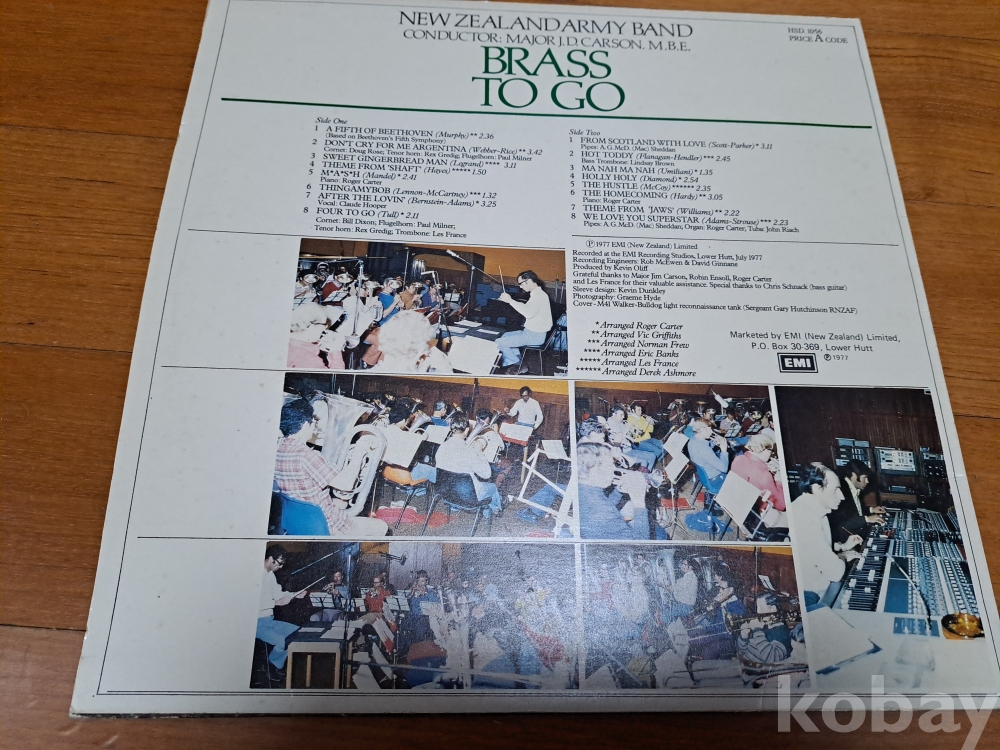 NEW ZEALAND ARMY BAND
CONDUCTOR: MAJOR J.D. CARSON. M.B.E.
HSD 1056
PRICE A CODE
BRASS
TO GO
Side One
1 A FIFTH OF BEETHOVEN (Murphy)** 2.36
(Based on Beethoven's Fifth Symphony)
2 DON'T CRY FOR ME ARGENTINA (Webber-Rice)** 3.42
Cornet: Doug Rose; Tenor horn: Rex Gredig; Flugelhorn: Paul Milner
3 SWEET GINGERBREAD MAN (Legrand)**** 3.11
4 THEME FROM 'SHAFT' (Hayes)***** 1.50
5 M*A*S*H (Mandel)* 2.41
Piano: Roger Carter
6 THINGAMYBOB (Lennon-McCartney)*** 1.32
7 AFTER THE LOVIN' (Bernstein-Adams)* 3.25
Vocal: Claude Hooper
8 FOUR TO GO (Tull) 2.11
Cornet: Bill Dixon; Flugelhorn: Paul Milner;
Tenor horn: Rex Gredig; Trombone: Les France
Side Two
1 FROM SCOTLAND WITH LOVE (Scott-Parker)* 3.11
Pipes: A. G. McD. (Mac) Sheddan
2 HOT TODDY (Flanagan-Hendler)*** 2.45
Bass Trombone: Lindsay Brown
3 MA NAH MA NAH (Umiliani)* 1.35
4 HOLLY HOLY (Diamond)* 2.54
5 THE HUSTLE (McCoy)****** 2.35
6 THE HOMECOMING (Hardy)** 3.05
Piano: Roger Carter
7 THEME FROM 'JAWS' (Williams)** 2.22
8 WE LOVE YOU SUPERSTAR (Adams-Strouse)*** 2.23
Pipes: A. G. McD. (Mac) Sheddan; Organ: Roger Carter, Tuba: John Riach
Ⓟ 1977 EMI (New Zealand) Limited
Recorded at the EMI Recording Studios, Lower Hutt, July 1977
Recording Engineers: Rob McEwen & David Ginnane
Produced by Kevin Oliff
Grateful thanks to Major Jim Carson, Robin Ensoll, Roger Carter
and Les France for their valuable assistance. Special thanks to Chris Schnack (bass guitar)
Sleeve design: Kevin Dunkley
Photography: Graeme Hyde
Cover - M41 Walker-Bulldog light reconnaissance tank (Sergeant Gary Hutchinson RNZAF)
* Arranged Roger Carter
** Arranged Vic Griffiths
*** Arranged Norman Frew
**** Arranged Eric Banks
***** Arranged Les France
****** Arranged Derek Ashmore
Marketed by EMI (New Zealand) Limited,
P.O. Box 30-369, Lower Hutt
EMI Ⓟ1977
kobay